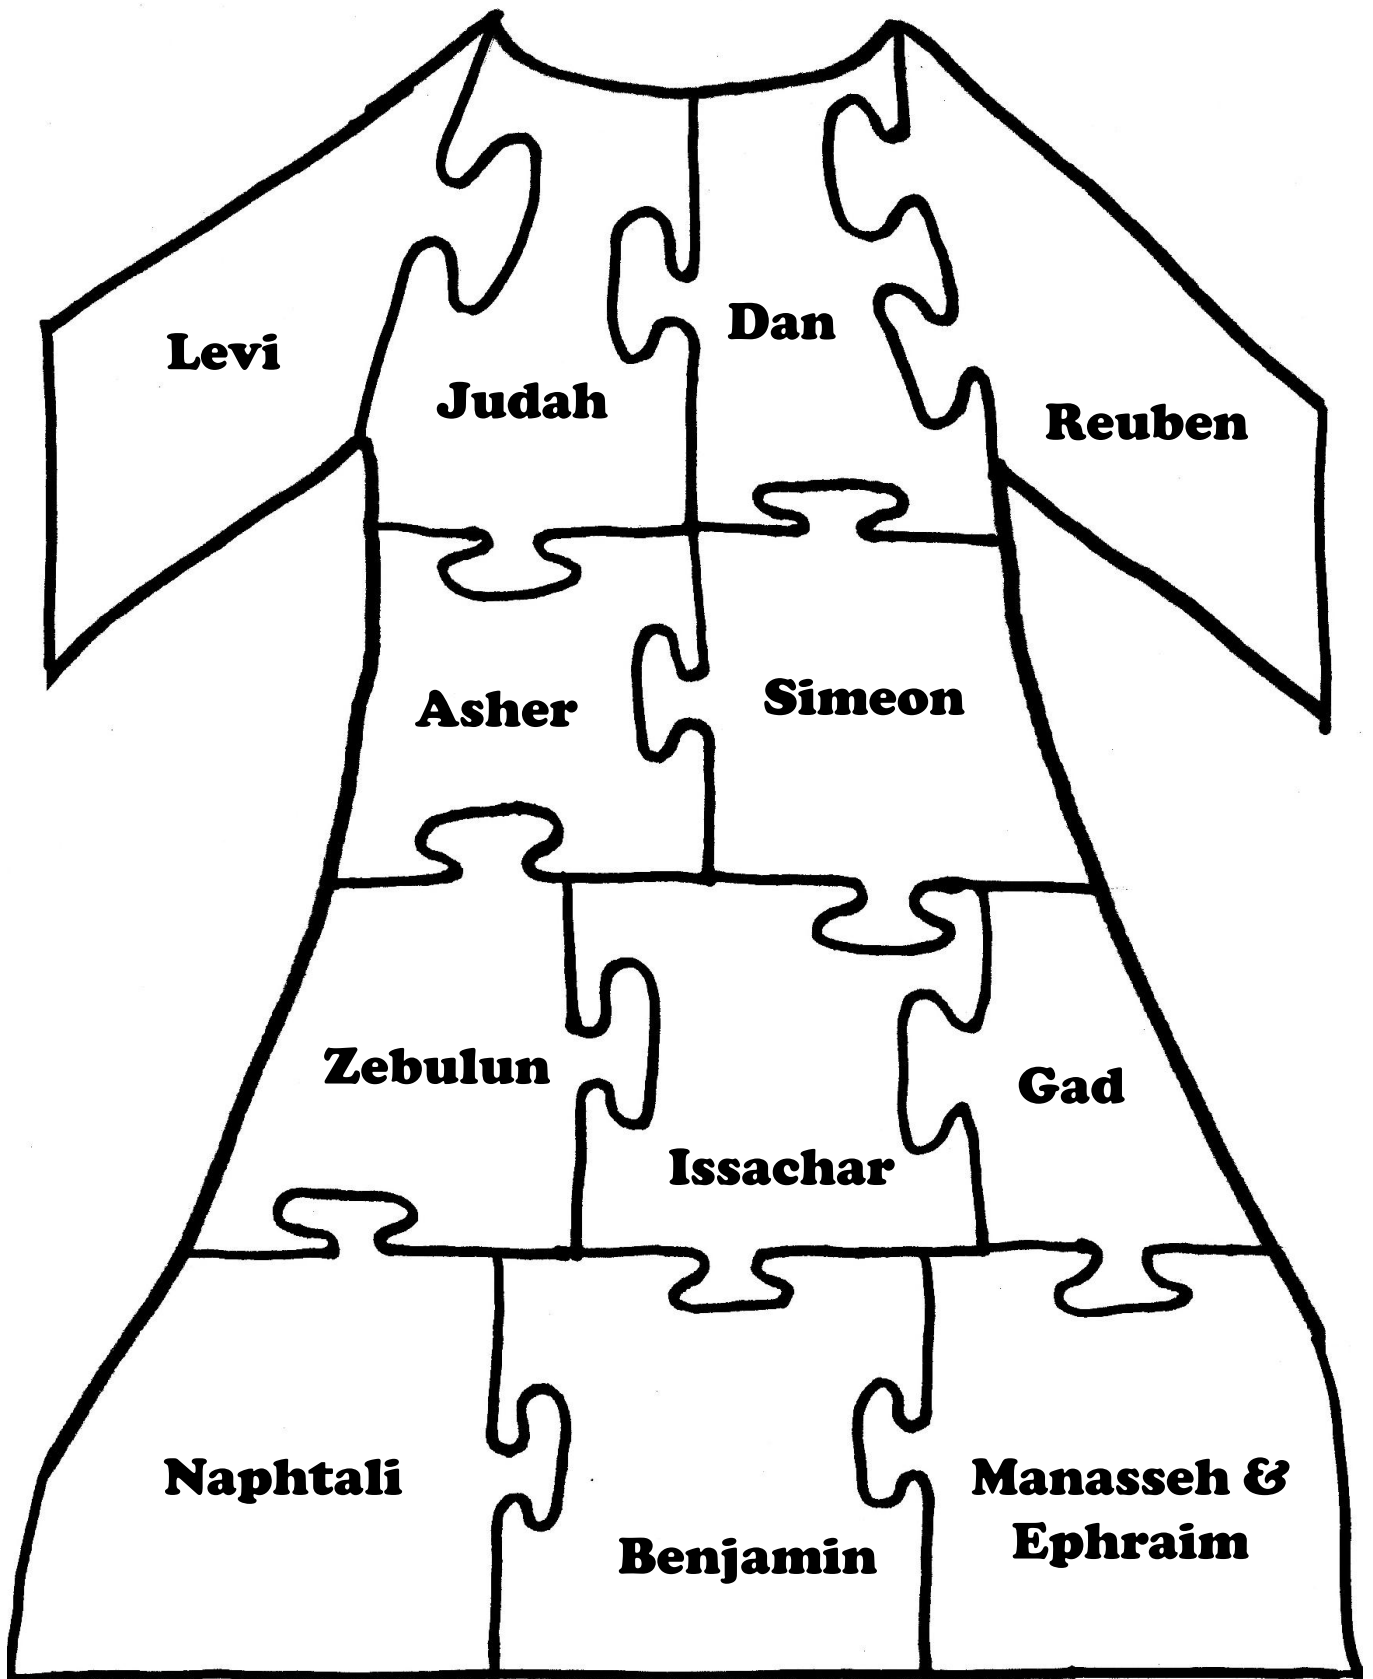 Levi
Dan
Judah
Reuben
Asher
Simeon
Zebulun
Gad
Issachar
Naphtali
Manasseh &
Ephraim
Benjamin